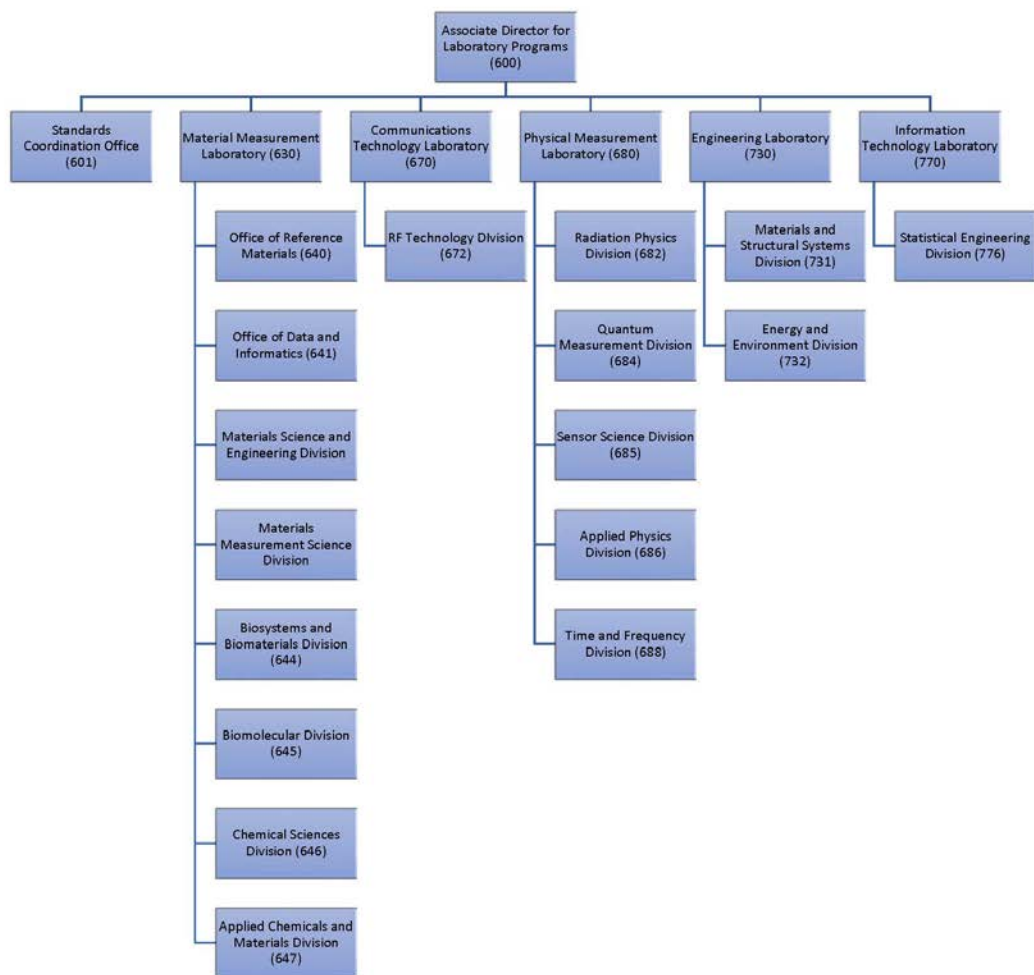 Associate Director for
Laboratory Programs
(600)
Standards
Coordination Office
(601)
Material Measurement
Laboratory (630)
Communications
Technology Laboratory
(670)
Physical Measurement
Laboratory (680)
Engineering Laboratory
(730)
Information
Technology Laboratory
(770)
Office of Reference
Materials (640)
Office of Data and
Informatics (641)
Materials Science and
Engineering Division
Materials
Measurement Science
Division
Biosystems and
Biomaterials Division
(644)
Biomolecular Division
(645)
Chemical Sciences
Division (646)
Applied Chemicals and
Materials Division
(647)
RF Technology DIvision
(672)
Radiation Physics
Division (682)
Quantum
Measurement Division
(684)
Sensor Science Division
(685)
Applied Physics
Division (686)
Time and Frequency
Division (688)
Materials and
Structural Systems
Division (731)
Energy and
Environment Division
(732)
Statistical Engineering
Division (776)